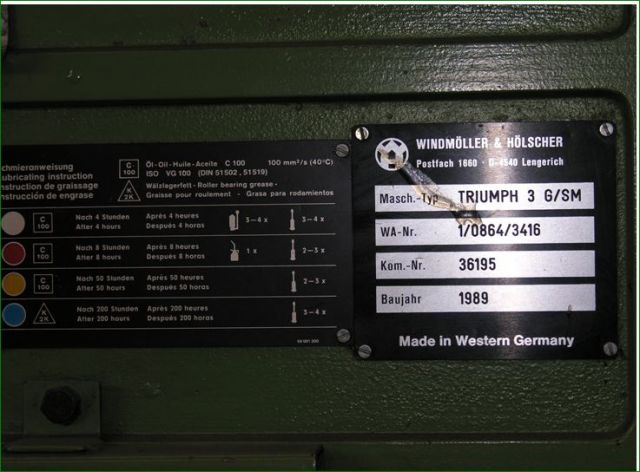 chmieranweisung
ubricating instruction
nstruction de graissage
nstrucción de engrase
C 100
Öl-Oil-Huile-Aceite C 100 100 mm²/s (40°C)
ISO VG 100 (DIN 51502, 51519)
K 2K
Wälzlagerfett - Roller bearing grease -
Graisse pour roulement - Grasa para rodamientos
C 100
Nach 4 Stunden Après 4 heures 3-4 x 3-4 x
After 4 hours Después 4 horas
C 100
Nach 8 Stunden Après 8 heures 1 x 2-3 x
After 8 hours Después 8 horas
C 100
Nach 50 Stunden Après 50 heures 2-3 x
After 50 hours Después 50 horas
K 2K
Nach 200 Stunden Après 200 heures 3-4 x
After 200 hours Después 200 horas
WINDMÖLLER & HÖLSCHER
Postfach 1660 · D-4540 Lengerich
Masch.-Typ TRIUMPH 3 G/SM
WA-Nr. 1/0864/3416
Kom.-Nr. 36195
Baujahr 1989
Made in Western Germany